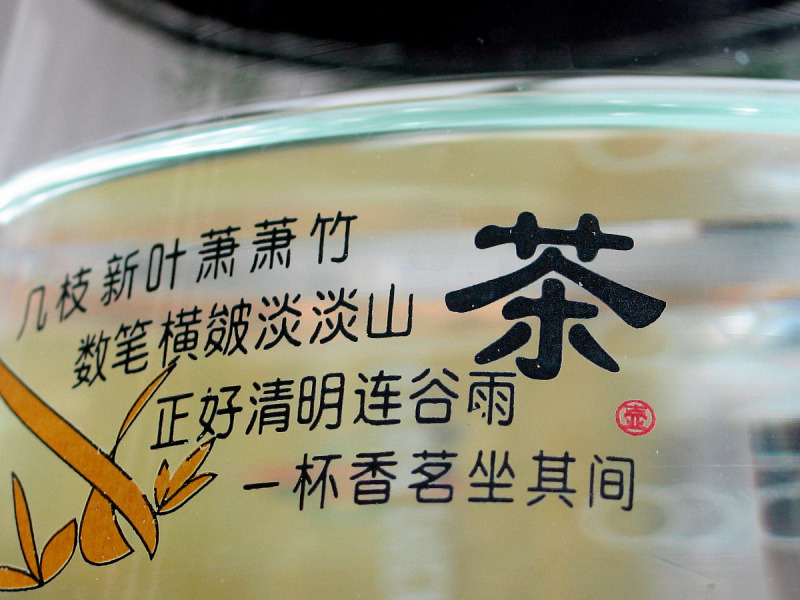 茶
几枝新叶萧萧竹
数笔横皴淡淡山
正好清明连谷雨
一杯香茗坐其间
壶